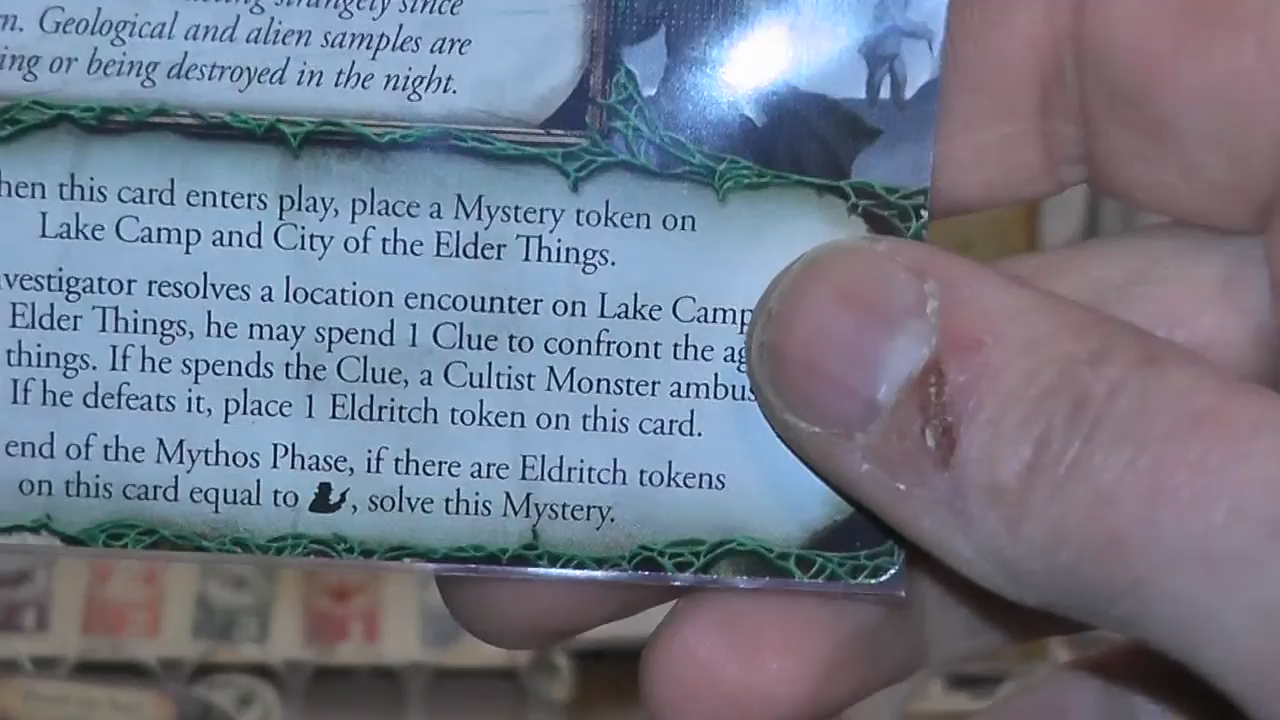 strangely since
n. Geological and alien samples are
ing or being destroyed in the night.
hen this card enters play, place a Mystery token on
Lake Camp and City of the Elder Things.
vestigator resolves a location encounter on Lake Camp
Elder Things, he may spend 1 Clue to confront the ag
things. If he spends the Clue, a Cultist Monster ambus
If he defeats it, place 1 Eldritch token on this card.
end of the Mythos Phase, if there are Eldritch tokens
on this card equal to , solve this Mystery.